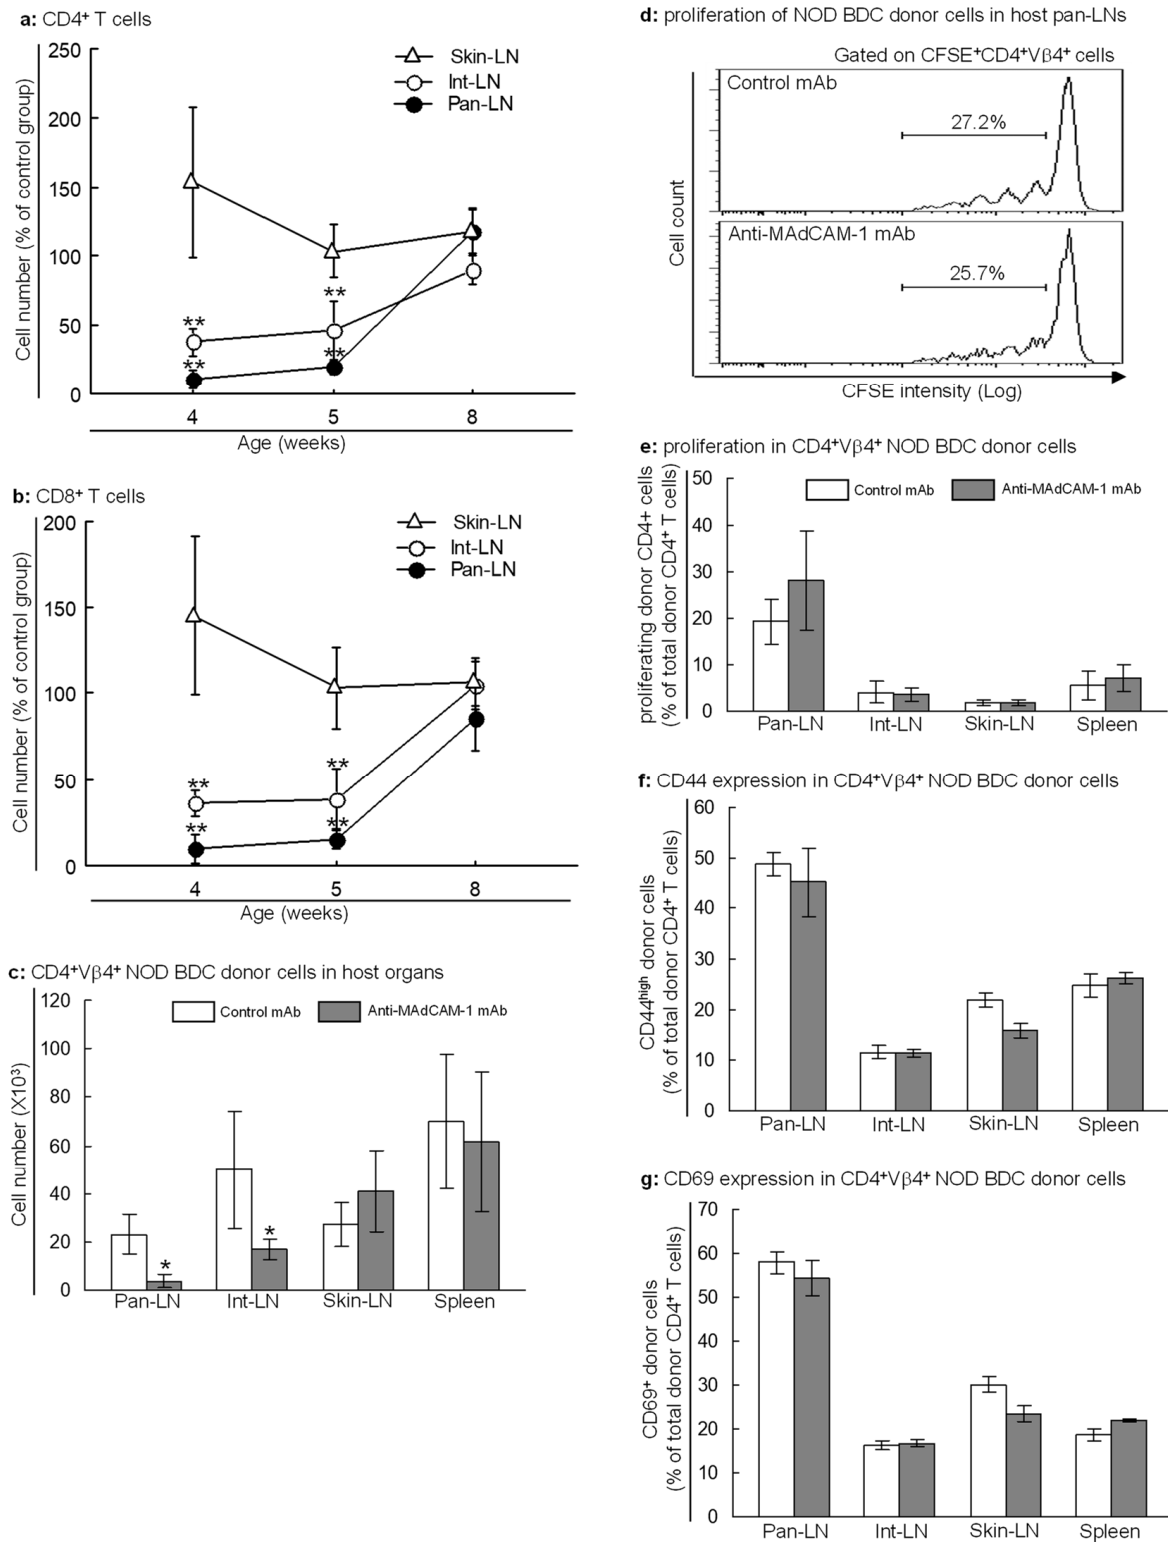 a: CD4⁺ T cells
Cell number (% of control group)
250
200
150
100
50
0
Skin-LN
Int-LN
Pan-LN
**
**
**
**
4
5
8
Age (weeks)
b: CD8⁺ T cells
Cell number (% of control group)
200
150
100
50
0
Skin-LN
Int-LN
Pan-LN
**
**
**
**
4
5
8
Age (weeks)
c: CD4⁺Vβ4⁺ NOD BDC donor cells in host organs
Cell number (X10³)
120
100
80
60
40
20
0
Control mAb
Anti-MAdCAM-1 mAb
*
*
Pan-LN
Int-LN
Skin-LN
Spleen
d: proliferation of NOD BDC donor cells in host pan-LNs
Gated on CFSE⁺CD4⁺Vβ4⁺ cells
Control mAb
27.2%
Anti-MAdCAM-1 mAb
25.7%
Cell count
CFSE intensity (Log)
e: proliferation in CD4⁺Vβ4⁺ NOD BDC donor cells
proliferating donor CD4+ cells
(% of total donor CD4⁺ T cells)
50
40
30
20
10
0
Control mAb
Anti-MAdCAM-1 mAb
Pan-LN
Int-LN
Skin-LN
Spleen
f: CD44 expression in CD4⁺Vβ4⁺ NOD BDC donor cells
CD44ʰⁱᵍʰ donor cells
(% of total donor CD4⁺ T cells)
60
50
40
30
20
10
0
Pan-LN
Int-LN
Skin-LN
Spleen
g: CD69 expression in CD4⁺Vβ4⁺ NOD BDC donor cells
CD69⁺ donor cells
(% of total donor CD4⁺ T cells)
70
60
50
40
30
20
10
0
Pan-LN
Int-LN
Skin-LN
Spleen